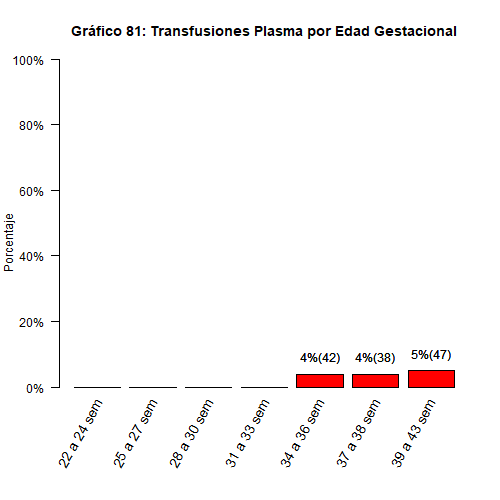 Gráfico 81: Transfusiones Plasma por Edad Gestacional
Porcentaje
100%
80%
60%
40%
20%
0%
4%(42)
4%(38)
5%(47)
22 a 24 sem
25 a 27 sem
28 a 30 sem
31 a 33 sem
34 a 36 sem
37 a 38 sem
39 a 43 sem